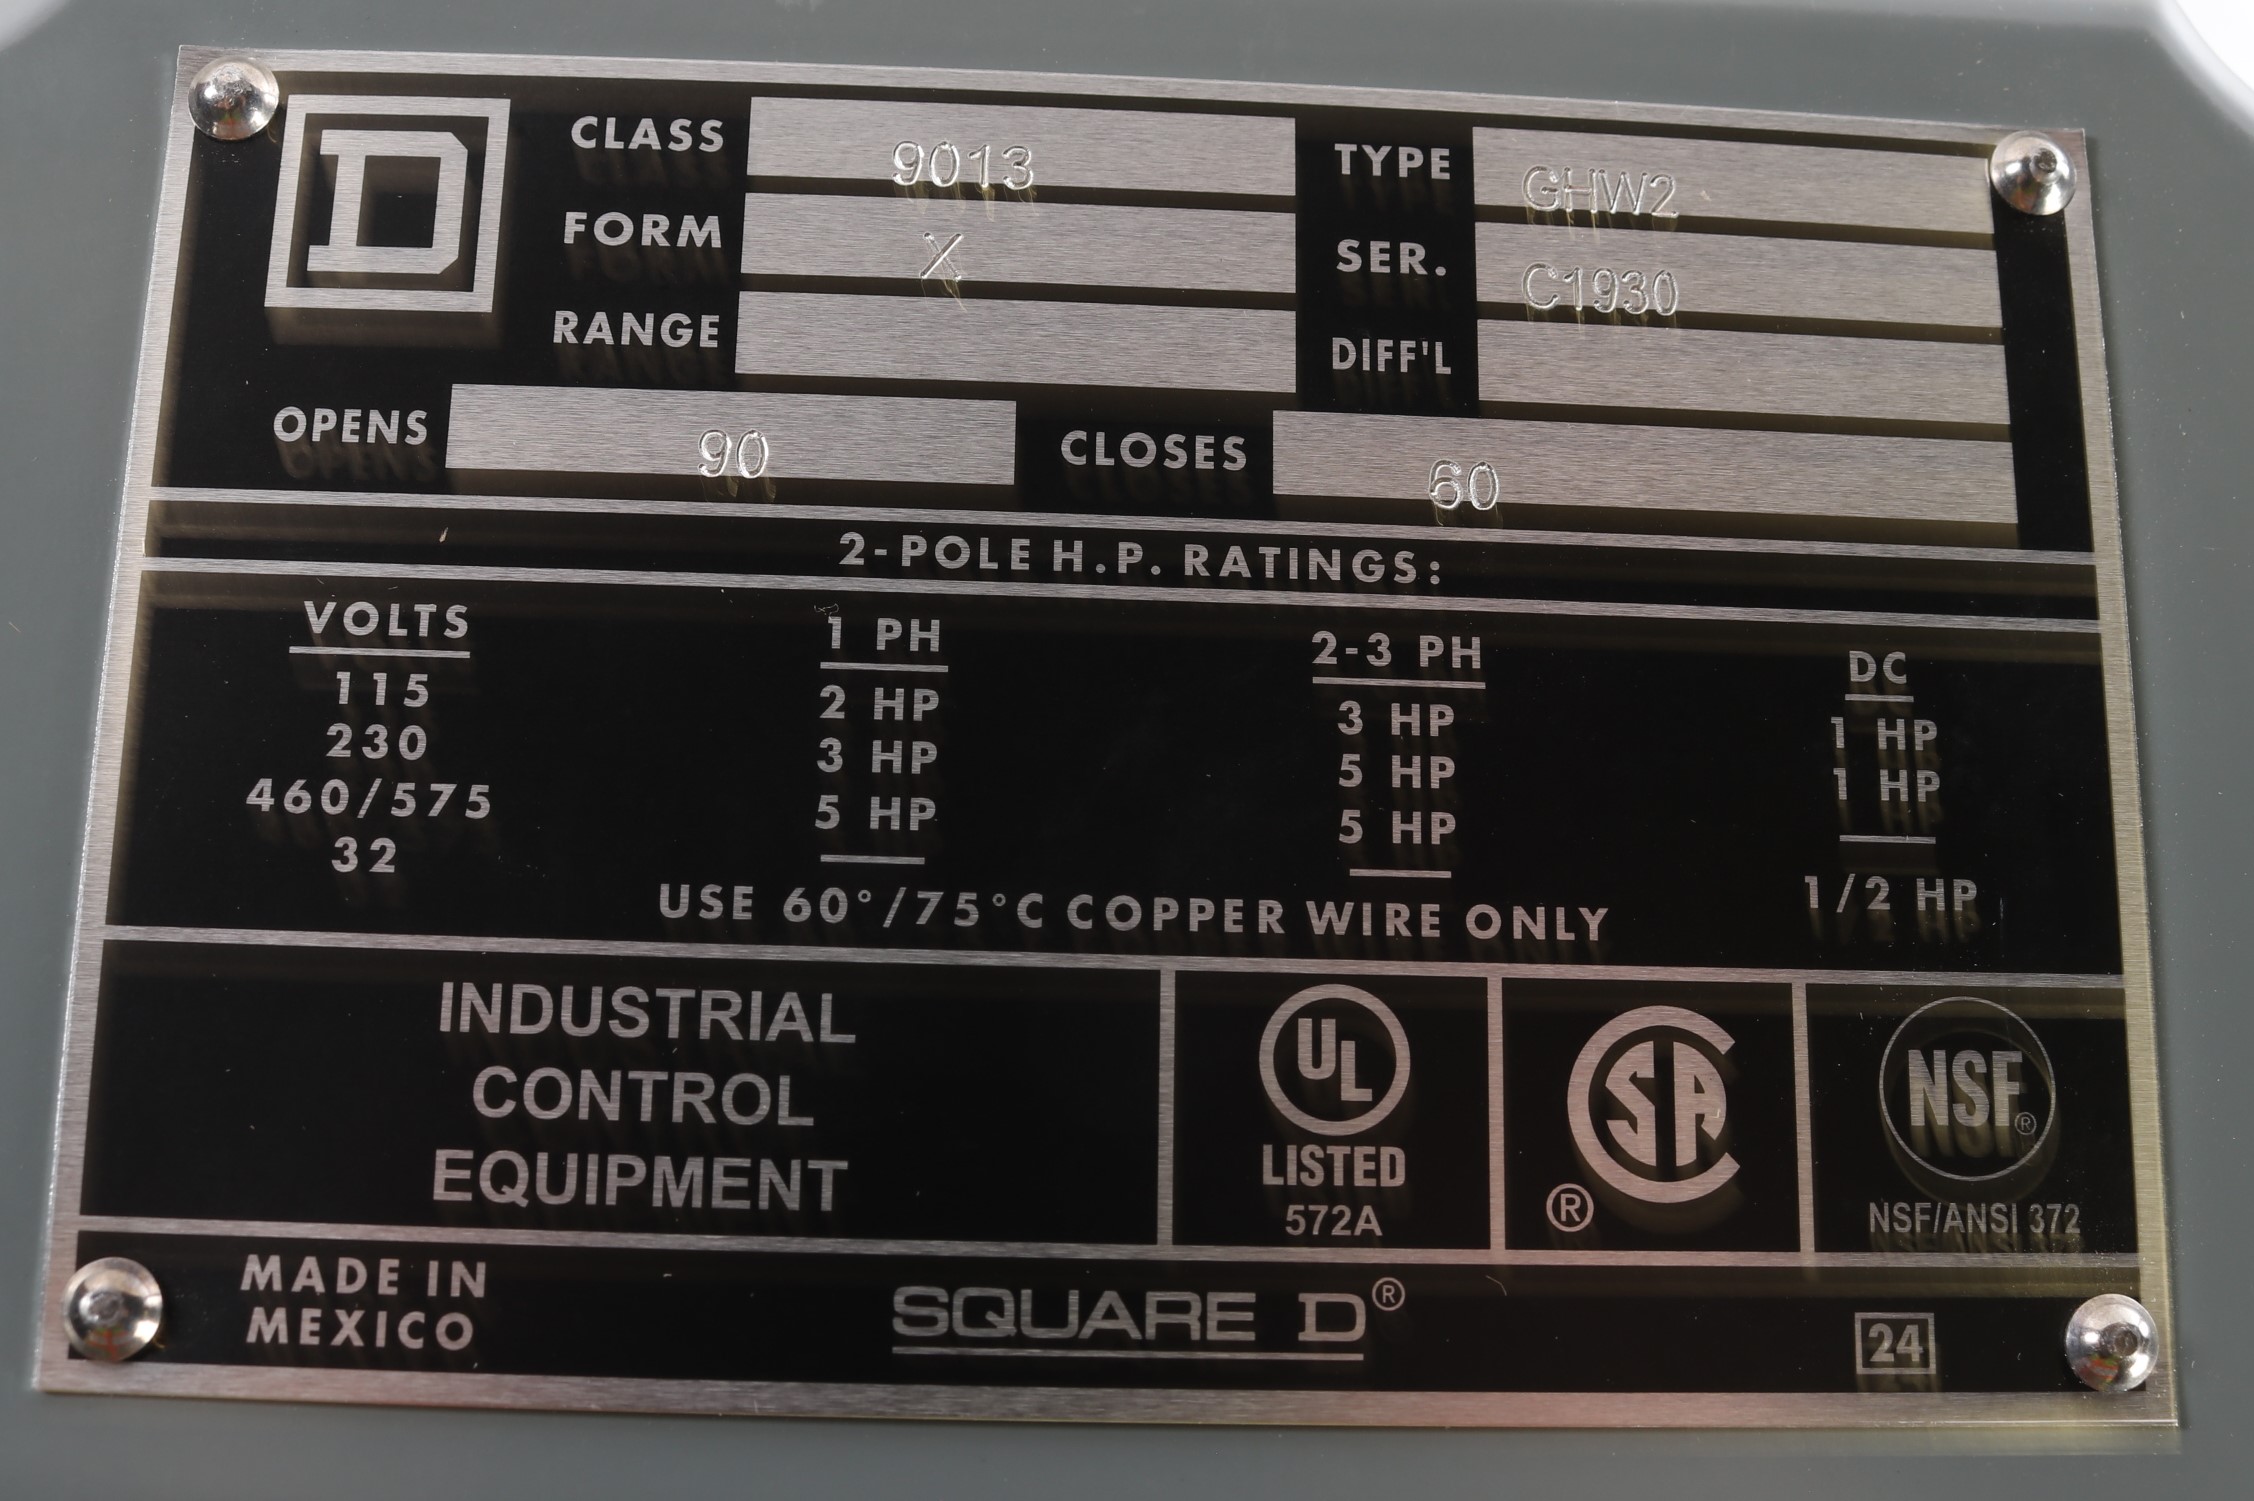 D CLASS 9013 TYPE GHW2
FORM X SER. C1930
RANGE DIFF'L
OPENS 90 CLOSES 60
2-POLE H.P. RATINGS:
VOLTS 1 PH 2-3 PH DC
115 2 HP 3 HP 1 HP
230 3 HP 5 HP 1 HP
460/575 5 HP 5 HP —
32 — — 1/2 HP
USE 60°/75°C COPPER WIRE ONLY
INDUSTRIAL
CONTROL
EQUIPMENT
UL
LISTED
572A
CSA ®
NSF®
NSF/ANSI 372
MADE IN
MEXICO
SQUARE D®
24